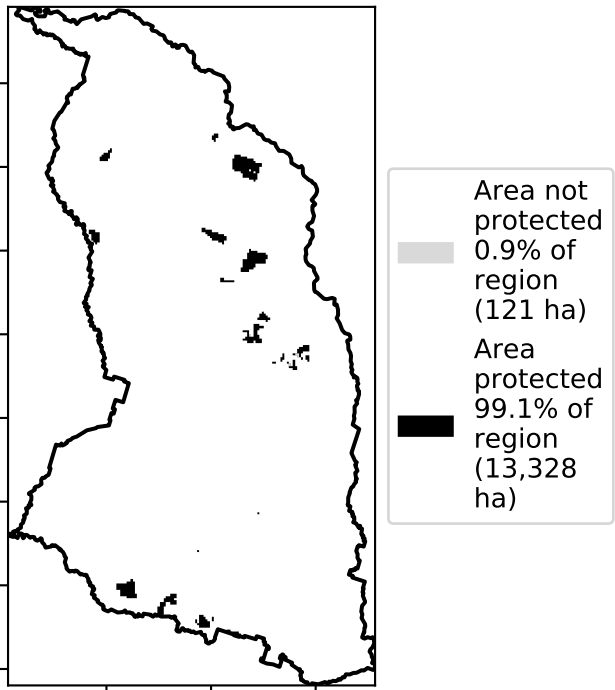 Area not
protected
0.9% of
region
(121 ha)
Area
protected
99.1% of
region
(13,328
ha)